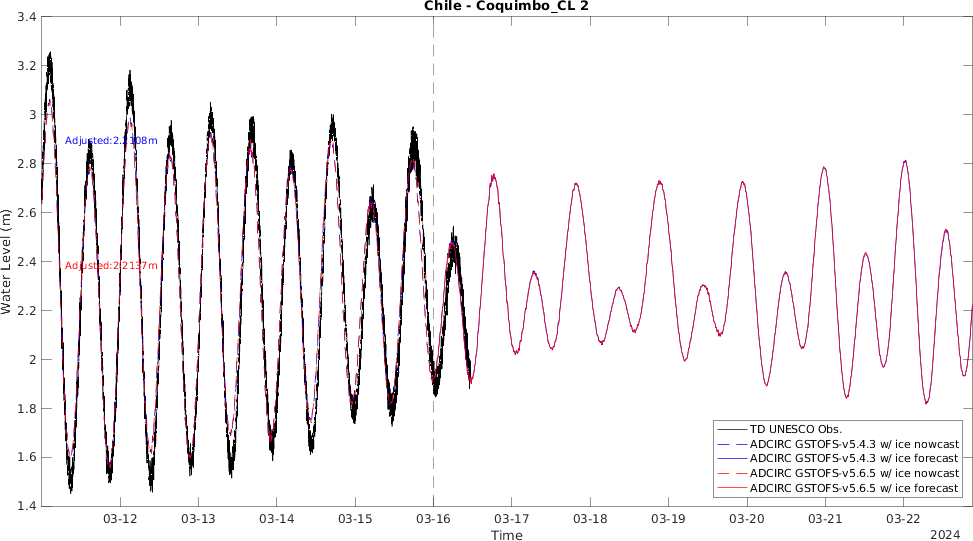 Chile - Coquimbo_CL 2
3.4
3.2
3
2.8
2.6
2.4
2.2
2
1.8
1.6
1.4
Water Level (m)
Adjusted:2.2108m
Adjusted:2.2137m
TD UNESCO Obs.
ADCIRC GSTOFS-v5.4.3 w/ ice nowcast
ADCIRC GSTOFS-v5.4.3 w/ ice forecast
ADCIRC GSTOFS-v5.6.5 w/ ice nowcast
ADCIRC GSTOFS-v5.6.5 w/ ice forecast
03-12 03-13 03-14 03-15 03-16 03-17 03-18 03-19 03-20 03-21 03-22
Time
2024